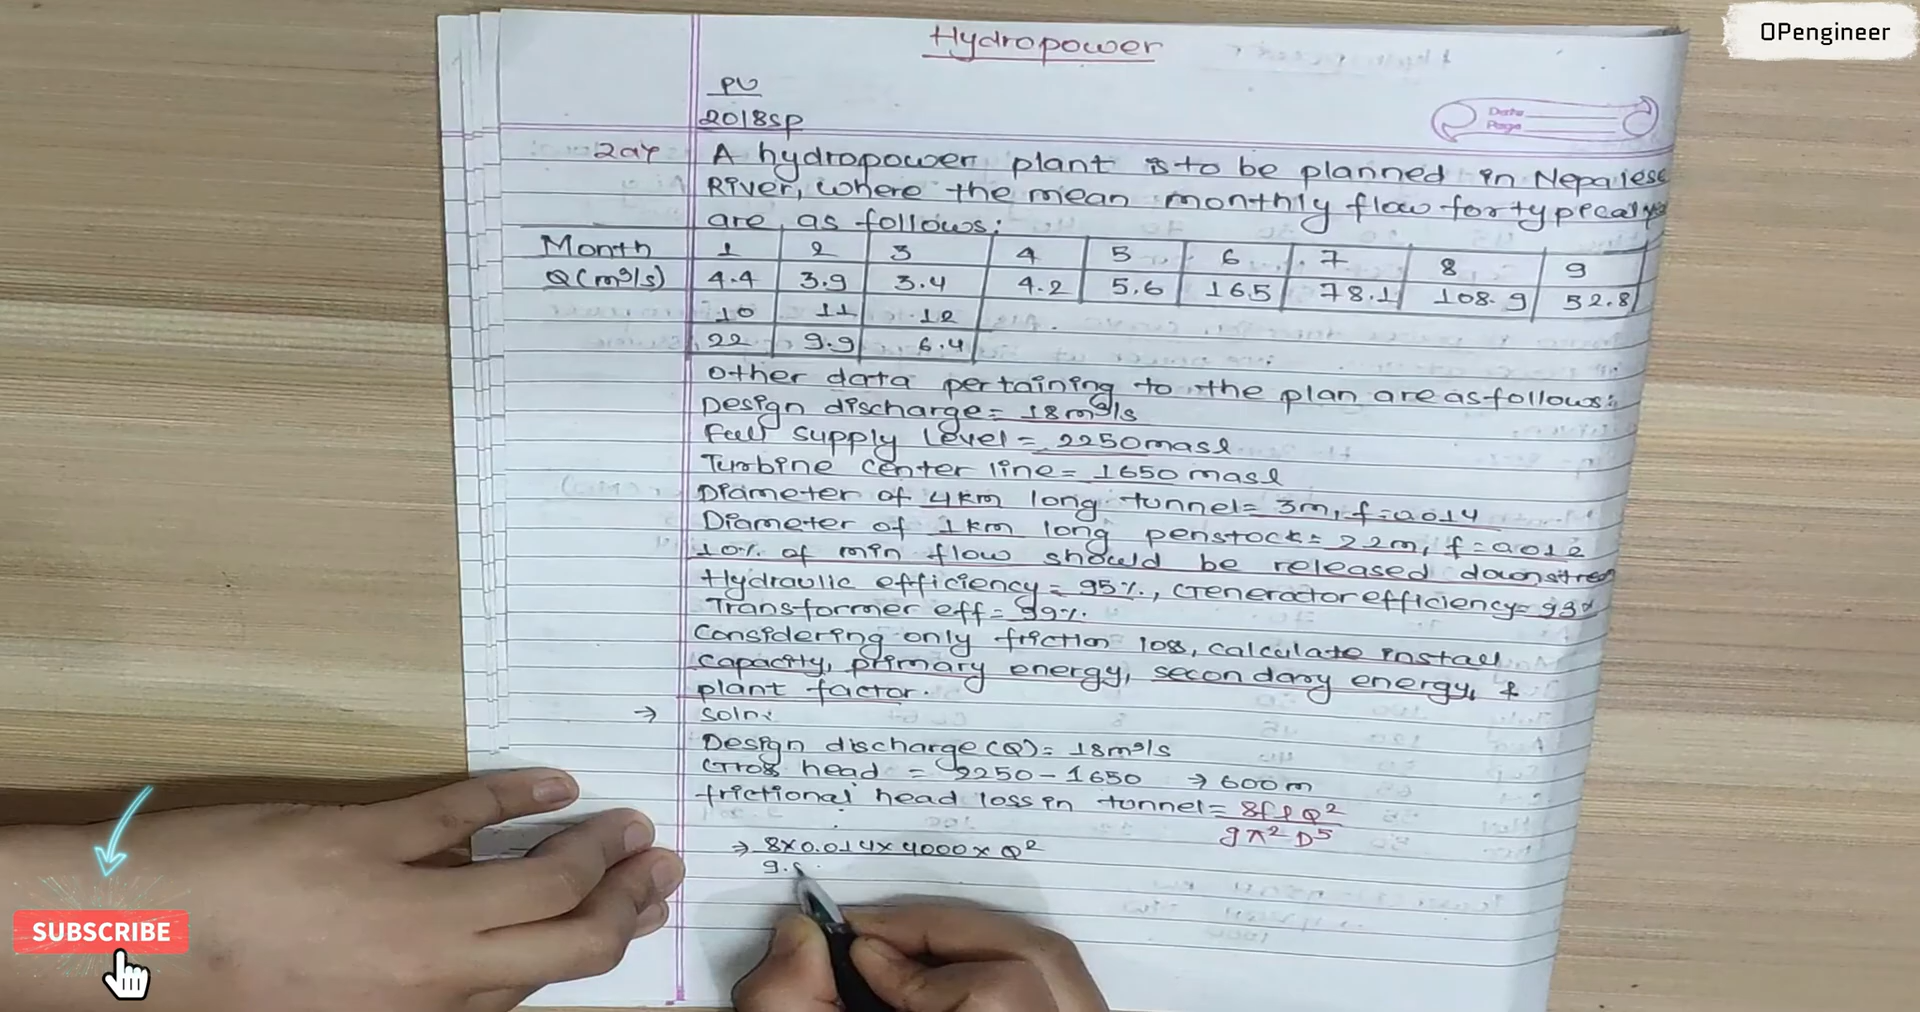 OPengineer
Hydropower
PU
2018sp
Date
Page
2a) A hydropower plant is to be planned in Nepalese
River, where the mean monthly flow for typical yr
are as follows:
Month 1 2 3 4 5 6 7 8 9
Q(m3/s) 4.4 3.9 3.4 4.2 5.6 16.5 78.1 108.9 52.8
10 11 12
22 9.9 6.4
other data pertaining to the plan are as follows:
Design discharge = 18m3/s
full supply level = 2250masl
Turbine center line = 1650masl
Diameter of 4km long tunnel = 3m, f=0.014
Diameter of 1km long penstock = 2.2m, f=0.012
10% of min flow should be released downstream
Hydraulic efficiency = 95%, Generator efficiency = 93%
Transformer eff = 99%.
Considering only friction loss, calculate install
capacity, primary energy, secondary energy, &
plant factor.
→ Soln:
Design discharge (Q) = 18m3/s
Gross head = 2250-1650 → 600m
frictional head loss in tunnel = 8flQ²
gπ²D⁵
→ 8×0.014×4000×Q²
9.
SUBSCRIBE